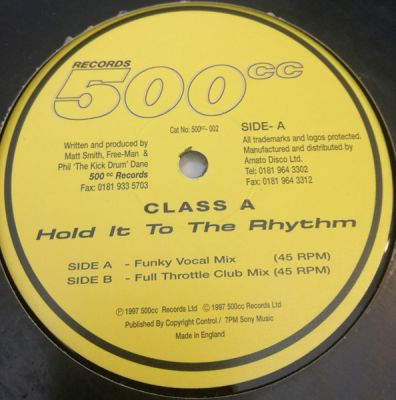 RECORDS
500cc
Cat No: 500cc- 002
SIDE- A
Written and produced by
Matt Smith, Free-Man &
Phil 'The Kick Drum' Dane
500 cc Records
Fax: 0181 933 5703
All trademarks and logos protected.
Manufactured and distributed by
Amato Disco Ltd.
Tel: 0181 964 3302
Fax: 0181 964 3312
CLASS A
Hold It To The Rhythm
SIDE A - Funky Vocal Mix (45 RPM)
SIDE B - Full Throttle Club Mix (45 RPM)
℗ 1997 500cc Records Ltd © 1997 500cc Records Ltd
Published By Copyright Control / 7PM Sony Music
Made in England